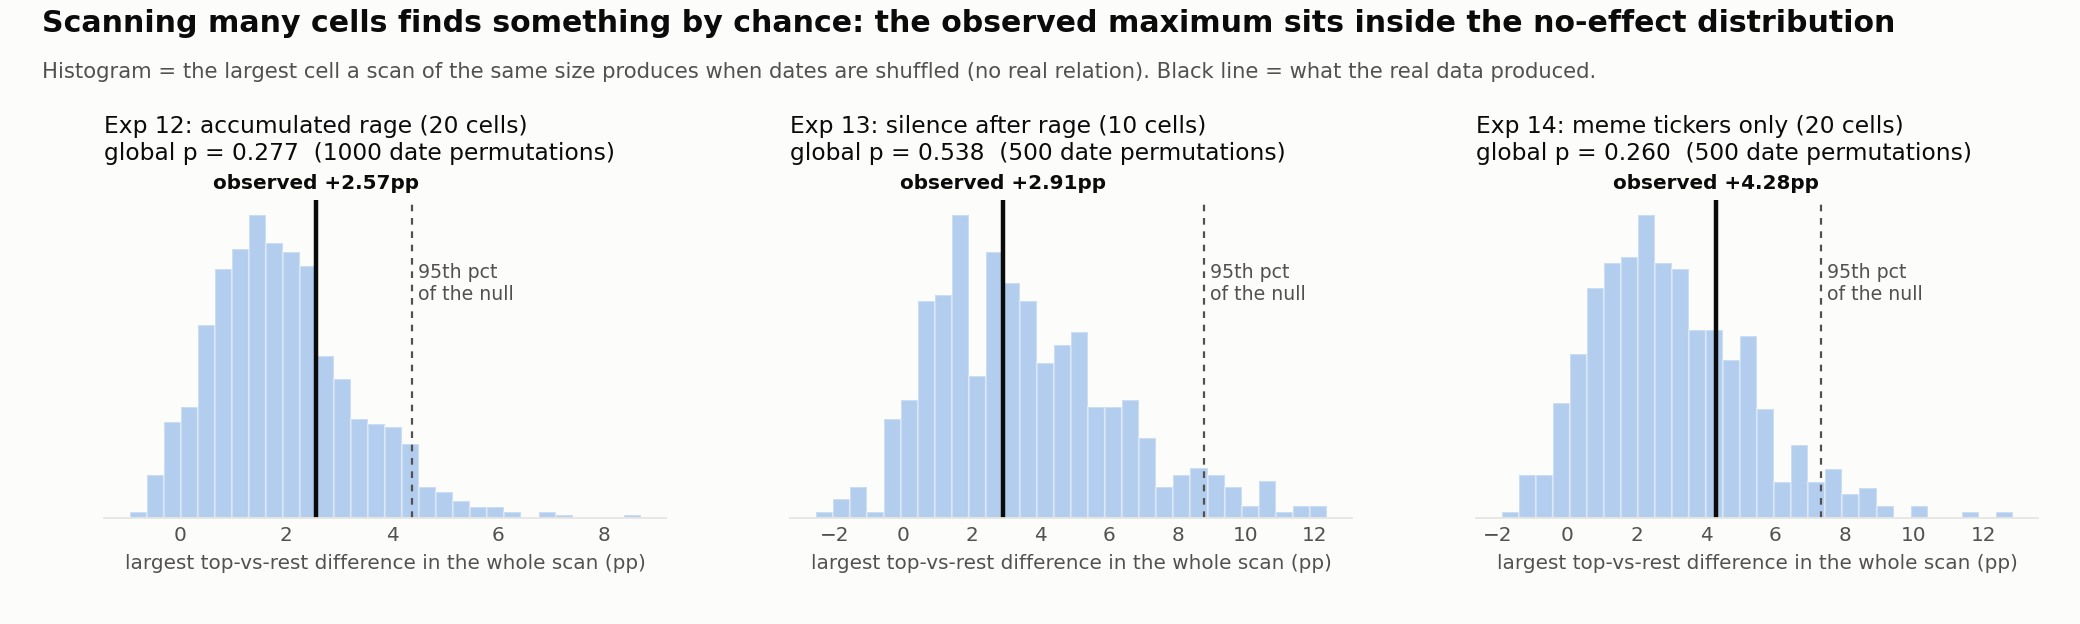 Scanning many cells finds something by chance: the observed maximum sits inside the no-effect distribution
Histogram = the largest cell a scan of the same size produces when dates are shuffled (no real relation). Black line = what the real data produced.
Exp 12: accumulated rage (20 cells)
global p = 0.277  (1000 date permutations)
observed +2.57pp
95th pct
of the null
0 2 4 6 8
largest top-vs-rest difference in the whole scan (pp)
Exp 13: silence after rage (10 cells)
global p = 0.538  (500 date permutations)
observed +2.91pp
95th pct
of the null
−2 0 2 4 6 8 10 12
largest top-vs-rest difference in the whole scan (pp)
Exp 14: meme tickers only (20 cells)
global p = 0.260  (500 date permutations)
observed +4.28pp
95th pct
of the null
−2 0 2 4 6 8 10 12
largest top-vs-rest difference in the whole scan (pp)